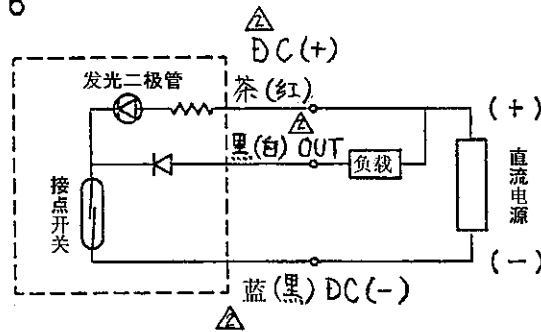 6
2
DC(+)
发光二极管
茶(红)
(+)
2
黑(白) OUT
负载
直流电源
接点开关
(-)
蓝(黑) DC(-)
2